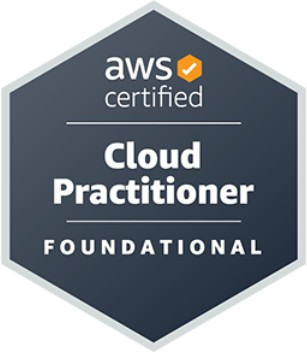 aws
certified
Cloud
Practitioner
FOUNDATIONAL